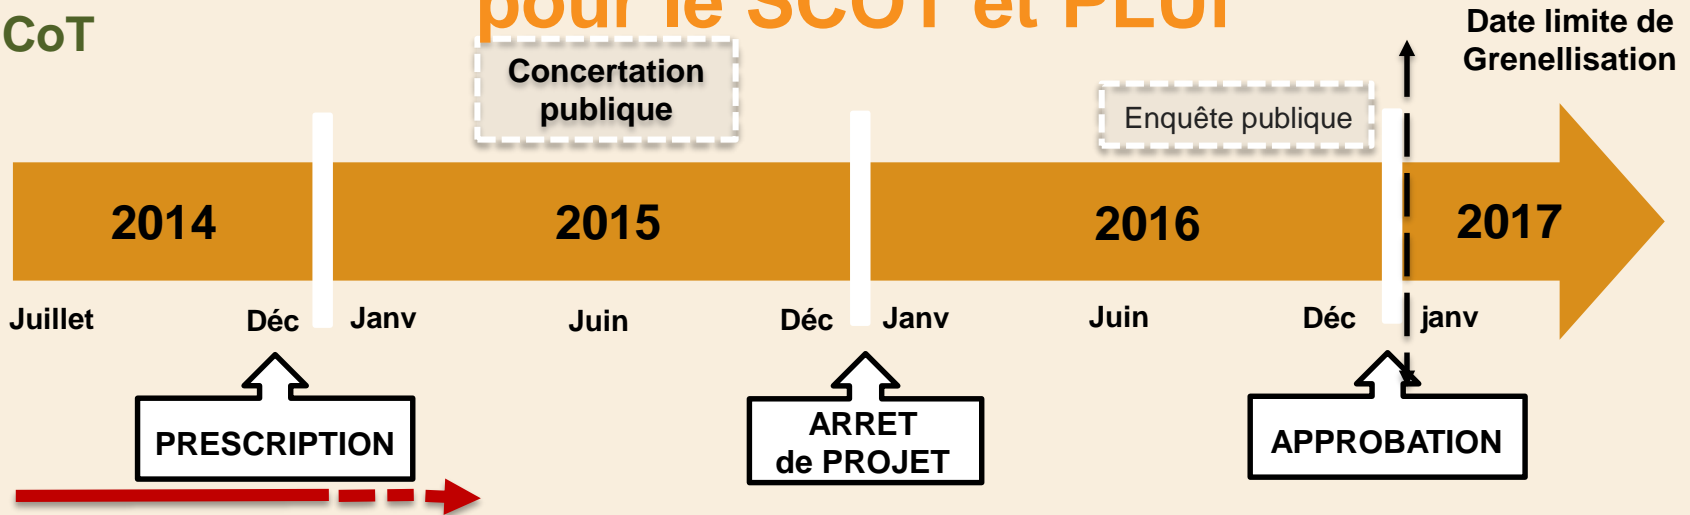 pour le SCOT et PLUI
CoT
Date limite de
Grenellisation
Concertation
publique
Enquête publique
2014
2015
2016
2017
Juillet
Déc
Janv
Juin
Déc
Janv
Juin
Déc
janv
PRESCRIPTION
ARRET
de PROJET
APPROBATION